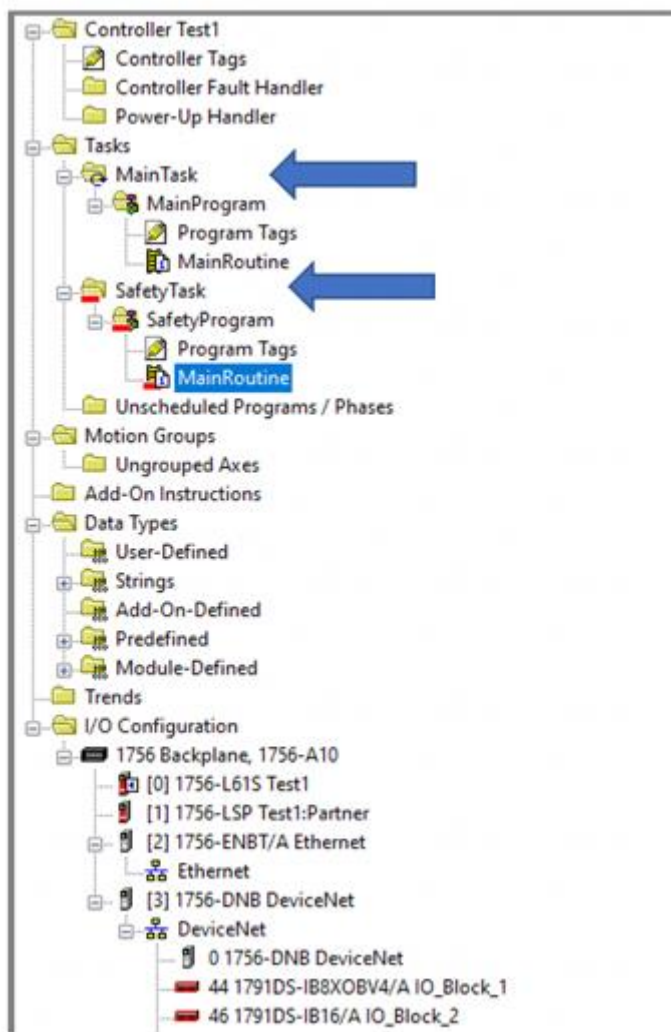 Controller Test1
Controller Tags
Controller Fault Handler
Power-Up Handler
Tasks
MainTask
MainProgram
Program Tags
MainRoutine
SafetyTask
SafetyProgram
Program Tags
MainRoutine
Unscheduled Programs / Phases
Motion Groups
Ungrouped Axes
Add-On Instructions
Data Types
User-Defined
Strings
Add-On-Defined
Predefined
Module-Defined
Trends
I/O Configuration
1756 Backplane, 1756-A10
[0] 1756-L61S Test1
[1] 1756-LSP Test1:Partner
[2] 1756-ENBT/A Ethernet
Ethernet
[3] 1756-DNB DeviceNet
DeviceNet
0 1756-DNB DeviceNet
44 1791DS-IB8XOBV4/A IO_Block_1
46 1791DS-IB16/A IO_Block_2